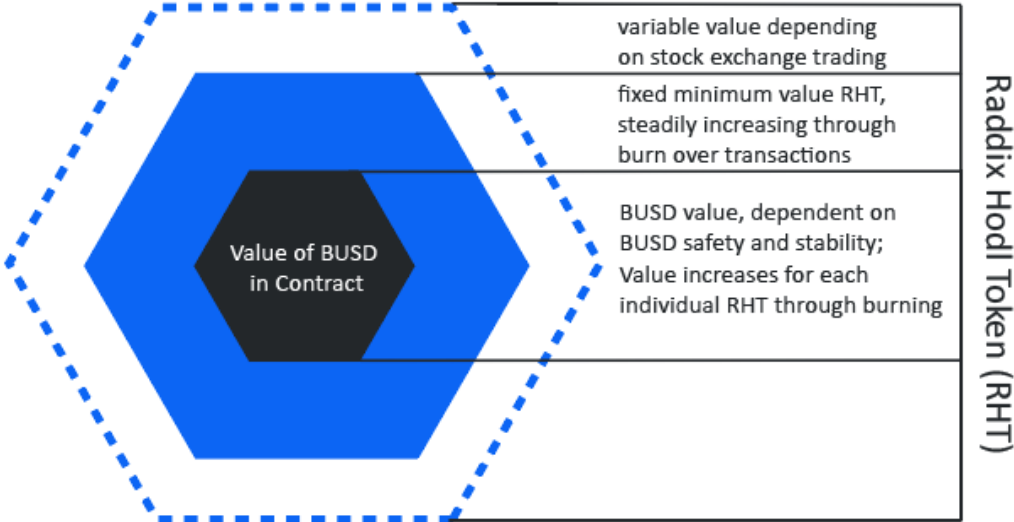 variable value depending
on stock exchange trading
fixed minimum value RHT,
steadily increasing through
burn over transactions
BUSD value, dependent on
BUSD safety and stability;
Value increases for each
individual RHT through burning
Value of BUSD
in Contract
Raddix Hodl Token (RHT)